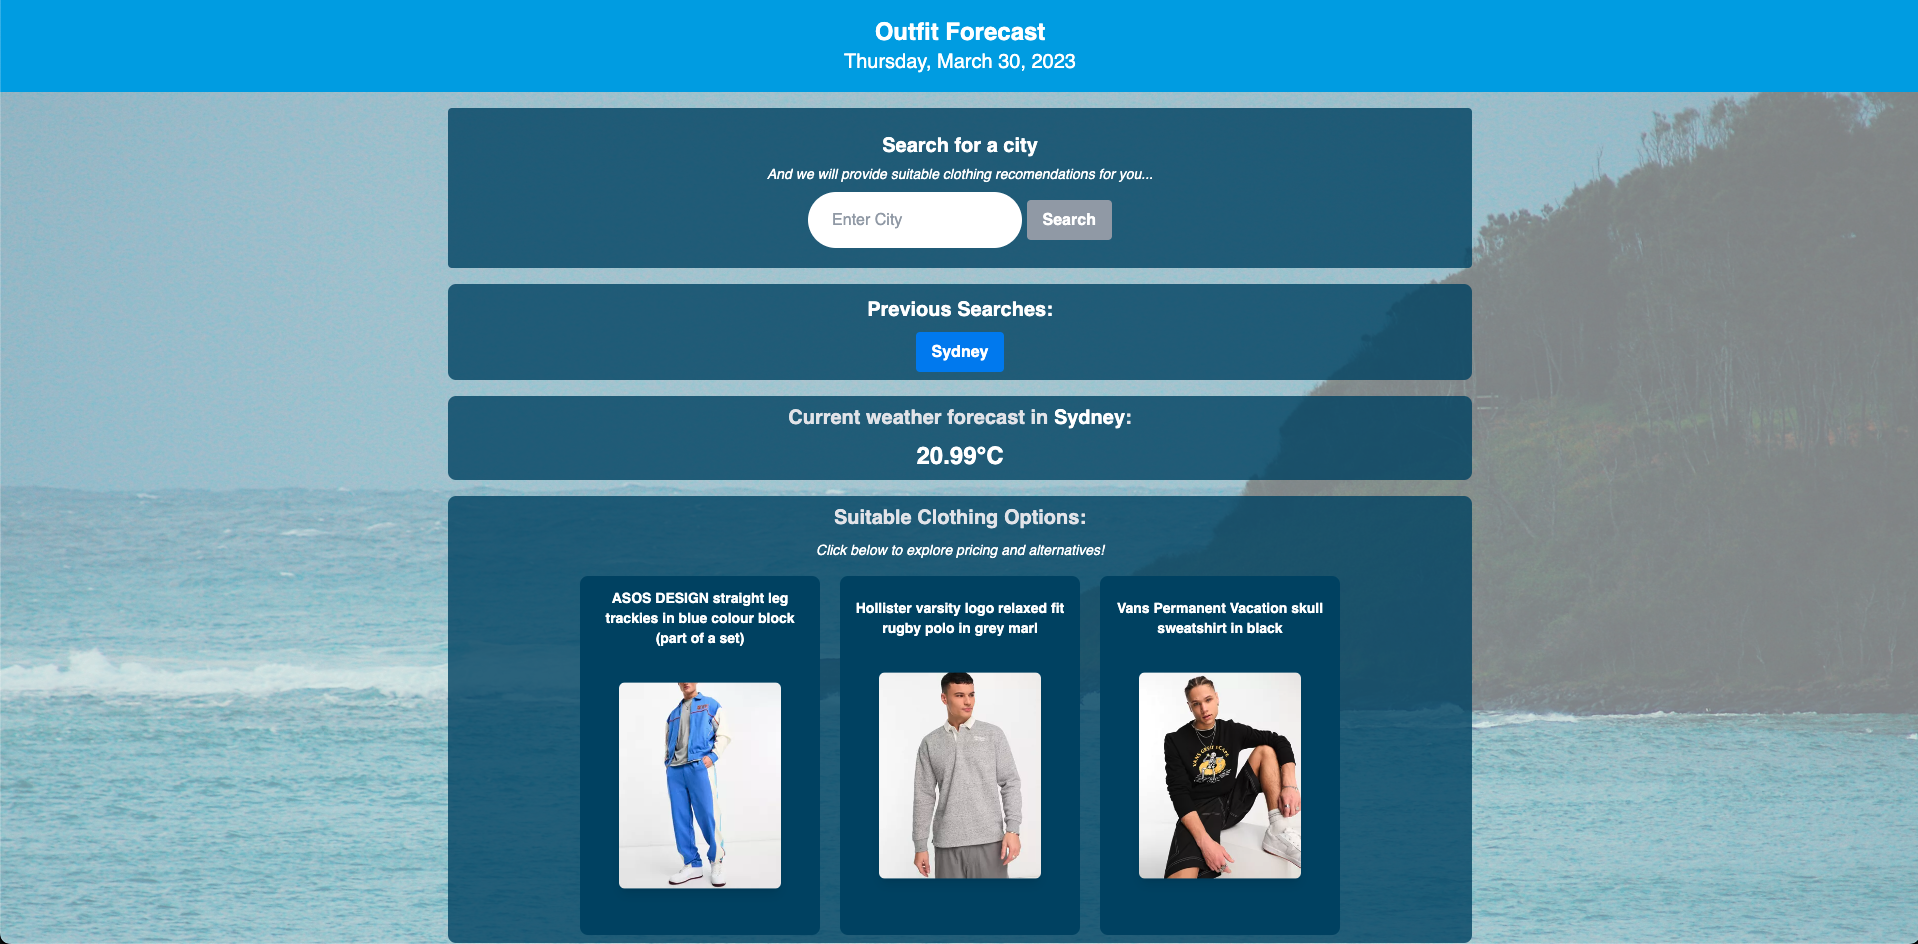 Outfit Forecast
Thursday, March 30, 2023
Search for a city
And we will provide suitable clothing recomendations for you...
Enter City
Search
Previous Searches:
Sydney
Current weather forecast in Sydney:
20.99°C
Suitable Clothing Options:
Click below to explore pricing and alternatives!
ASOS DESIGN straight leg
trackies in blue colour block
(part of a set)
Hollister varsity logo relaxed fit
rugby polo in grey marl
Vans Permanent Vacation skull
sweatshirt in black